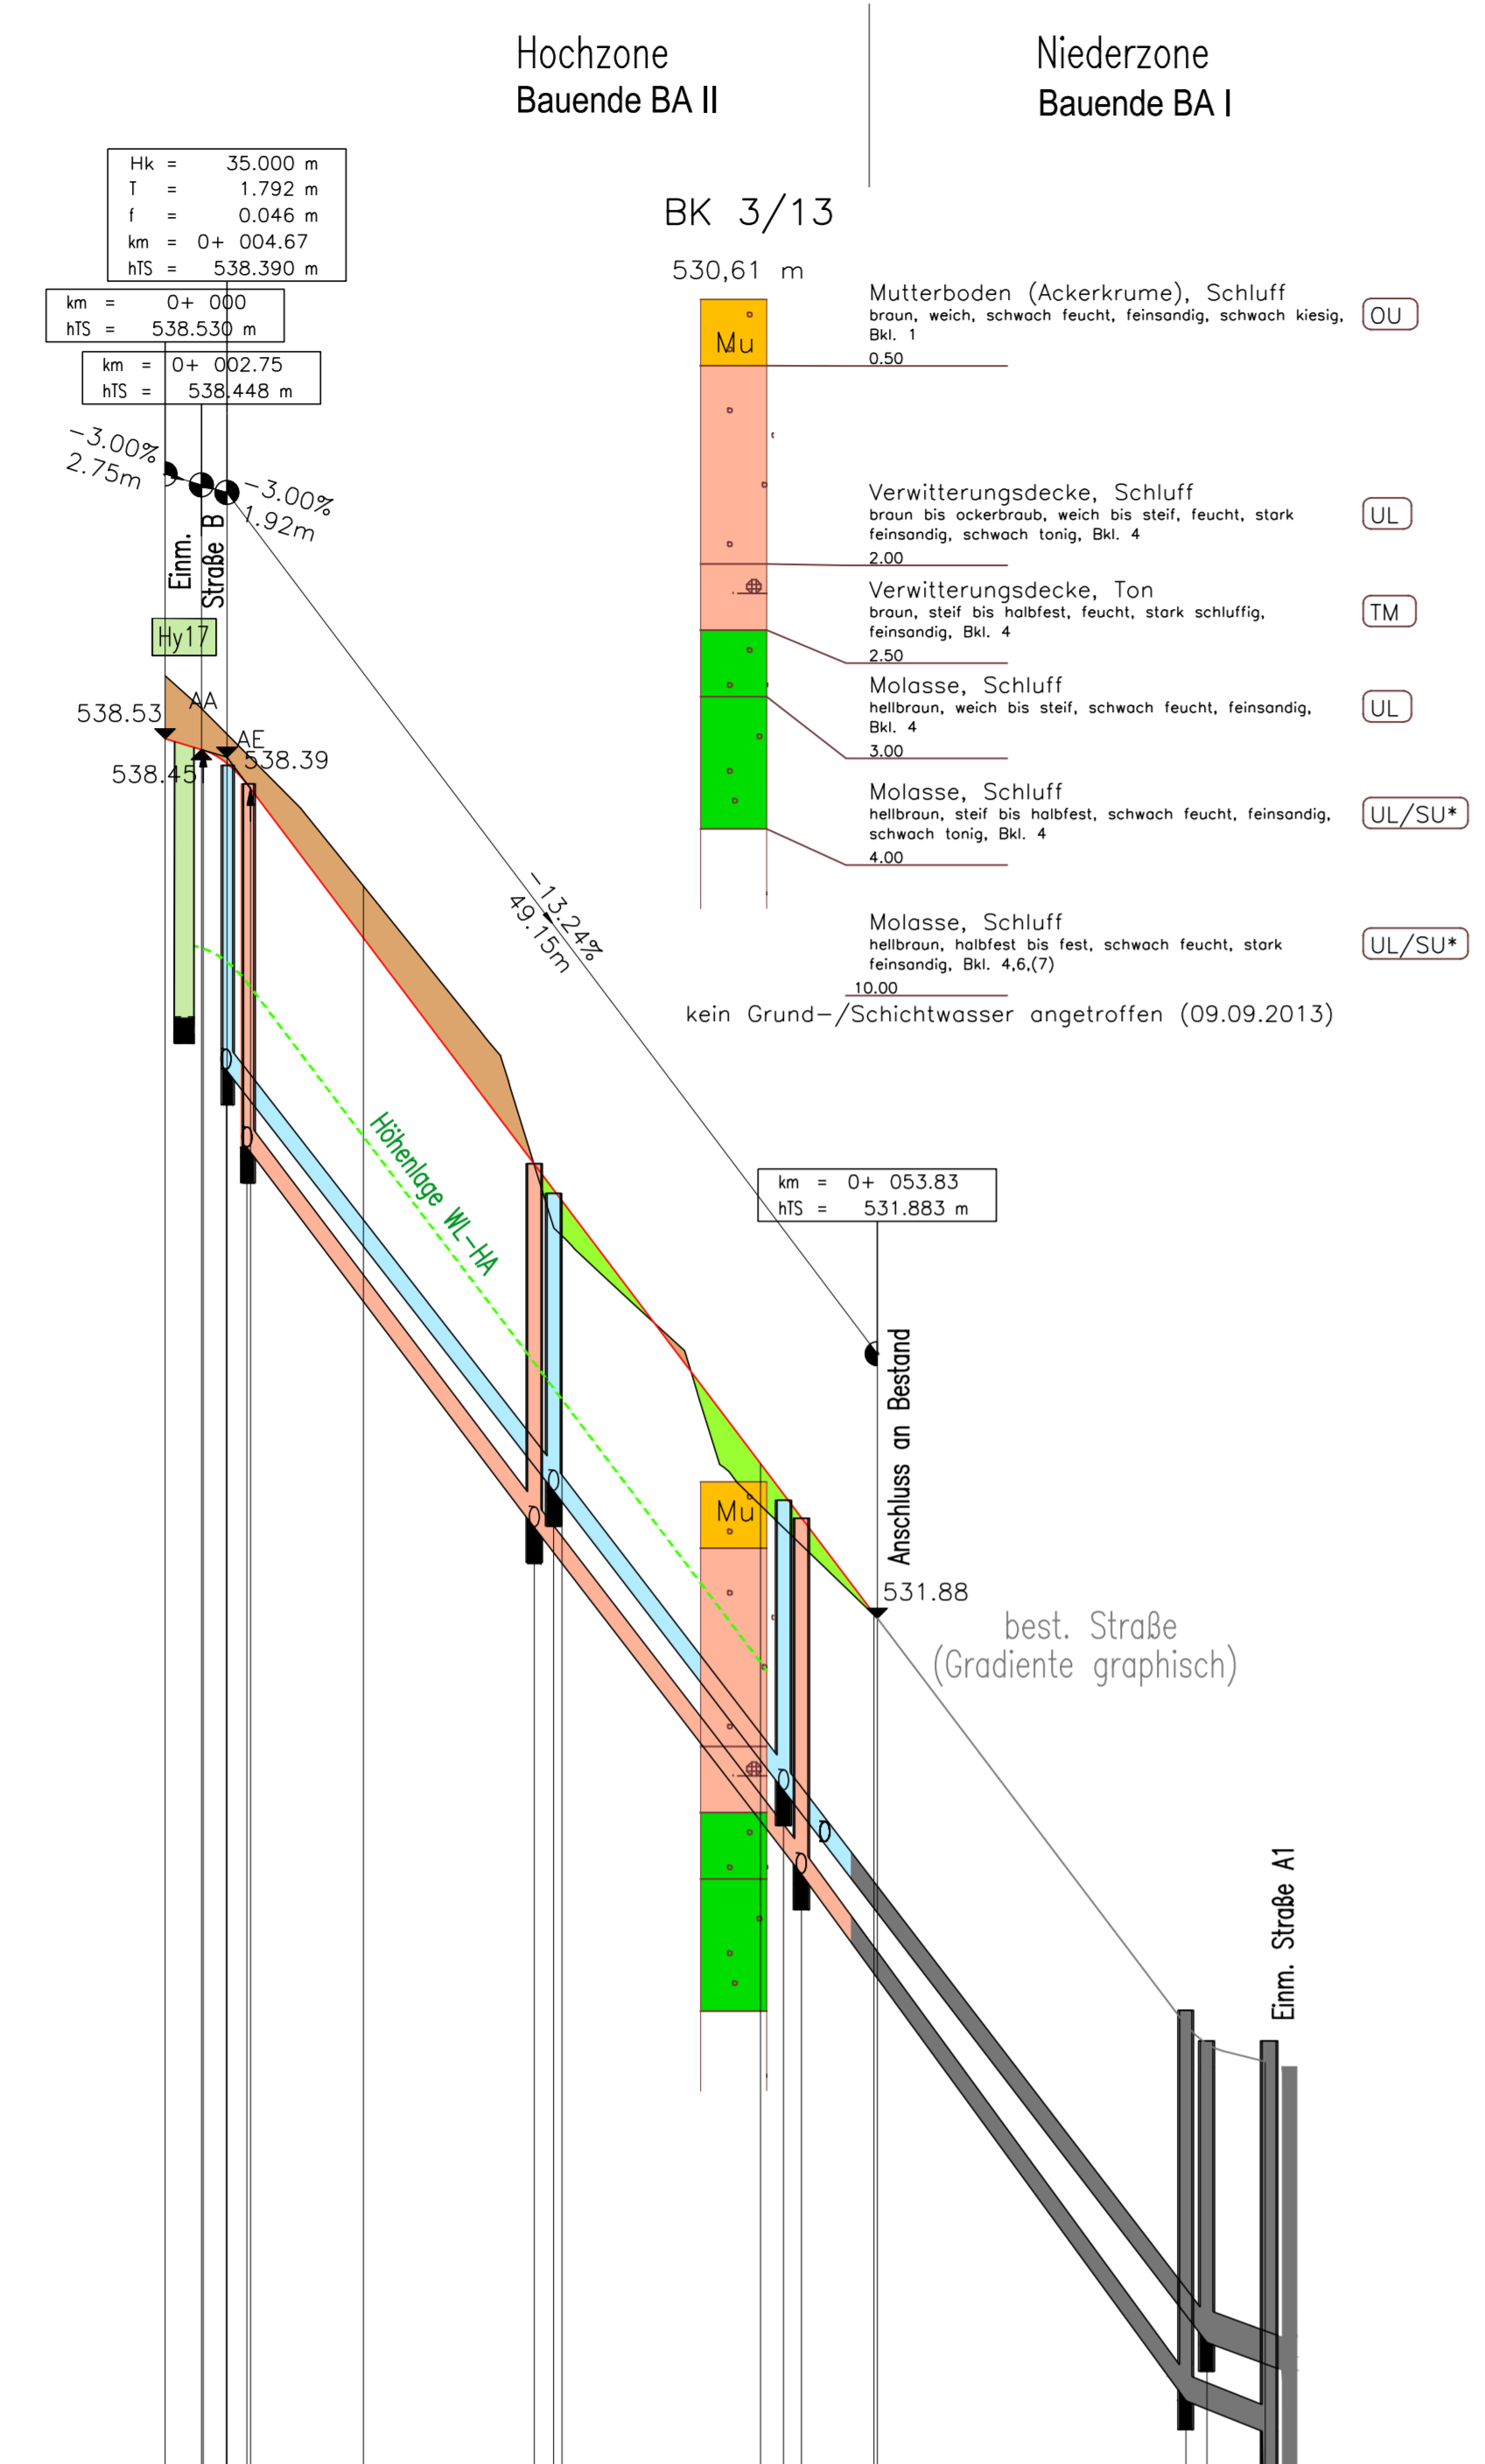 Hochzone
Bauende BA II
Niederzone
Bauende BA I
Hk = 35.000 m
T = 1.792 m
f = 0.046 m
km = 0+ 004.67
hTS = 538.390 m
km = 0+ 000
hTS = 538.530 m
km = 0+ 002.75
hTS = 538.448 m
-3.00%
2.75m
-3.00%
1.92m
Einm.
Straße B
Hy17
538.53
AA
AE
538.39
538.45
-13.24%
49.15m
BK 3/13
530,61 m
Mu
Mutterboden (Ackerkrume), Schluff
braun, weich, schwach feucht, feinsandig, schwach kiesig,
Bkl. 1
0.50
OU
Verwitterungsdecke, Schluff
braun bis ockerbraub, weich bis steif, feucht, stark
feinsandig, schwach tonig, Bkl. 4
2.00
UL
Verwitterungsdecke, Ton
braun, steif bis halbfest, feucht, stark schluffig,
feinsandig, Bkl. 4
2.50
TM
Molasse, Schluff
hellbraun, weich bis steif, schwach feucht, feinsandig,
Bkl. 4
3.00
UL
Molasse, Schluff
hellbraun, steif bis halbfest, schwach feucht, feinsandig,
schwach tonig, Bkl. 4
4.00
UL/SU*
Molasse, Schluff
hellbraun, halbfest bis fest, schwach feucht, stark
feinsandig, Bkl. 4,6,(7)
10.00
UL/SU*
kein Grund-/Schichtwasser angetroffen (09.09.2013)
Höhenlage WL-HA
km = 0+ 053.83
hTS = 531.883 m
Anschluss an Bestand
Mu
531.88
best. Straße
(Gradiente graphisch)
Einm. Straße A1